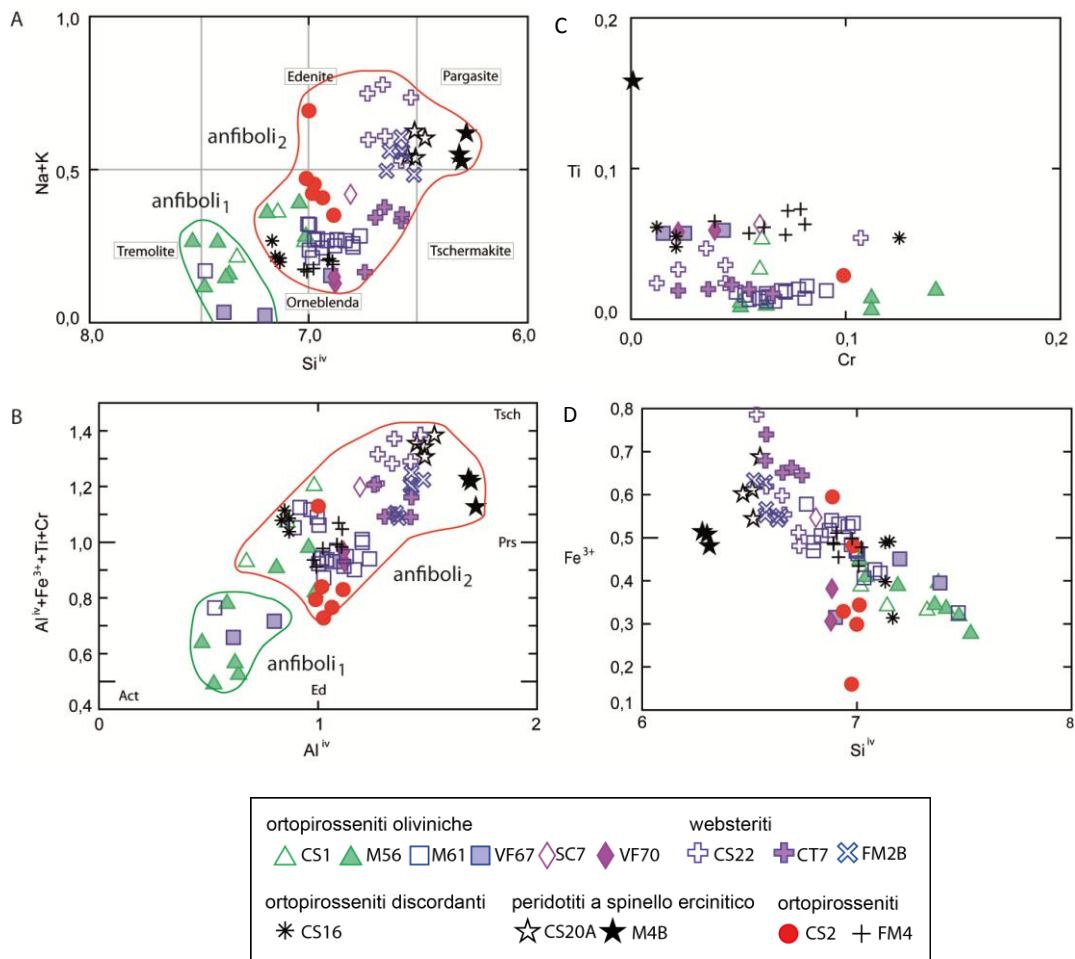 A
Na+K
1,0
0,5
0,0
8,0 7,0 6,0
Si iv
Edenite
Pargasite
anfiboli2
anfiboli1
Tremolite
Tschermakite
Orneblenda
C
Ti
0,2
0,1
0,0
0,0 0,1 0,2
Cr
B
Al iv+Fe3++Ti+Cr
1,4
1,2
1,0
0,8
0,6
0,4
0 1 2
Al iv
Tsch
Prs
anfiboli2
anfiboli1
Act
Ed
D
Fe3+
0,8
0,7
0,6
0,5
0,4
0,3
0,2
0,1
6 7 8
Si iv
ortopirosseniti oliviniche websteriti
CS1 M56 M61 VF67 SC7 VF70 CS22 CT7 FM2B
ortopirosseniti discordanti peridotiti a spinello ercinitico ortopirosseniti
CS16 CS20A M4B CS2 FM4